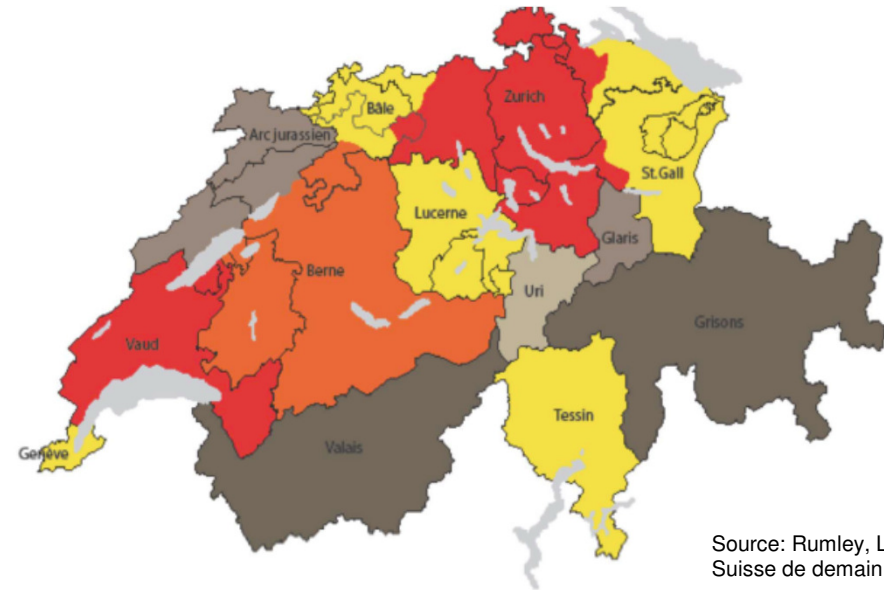 Zurich
Bâle
Arc jurassien
St.Gall
Lucerne
Glaris
Berne
Uri
Grisons
Vaud
Tessin
Valais
Genève
Source: Rumley, L
Suisse de demain